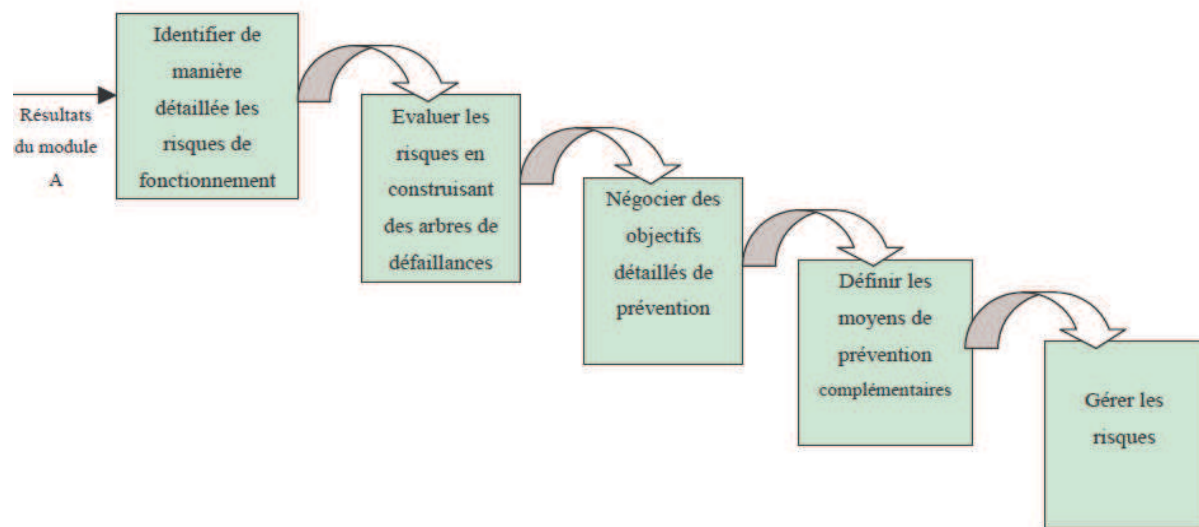 Résultats
du module
A
Identifier de
manière
détaillée les
risques de
fonctionnement
Evaluer les
risques en
construisant
des arbres de
défaillances
Négocier des
objectifs
détaillés de
prévention
Définir les
moyens de
prévention
complémentaires
Gérer les
risques